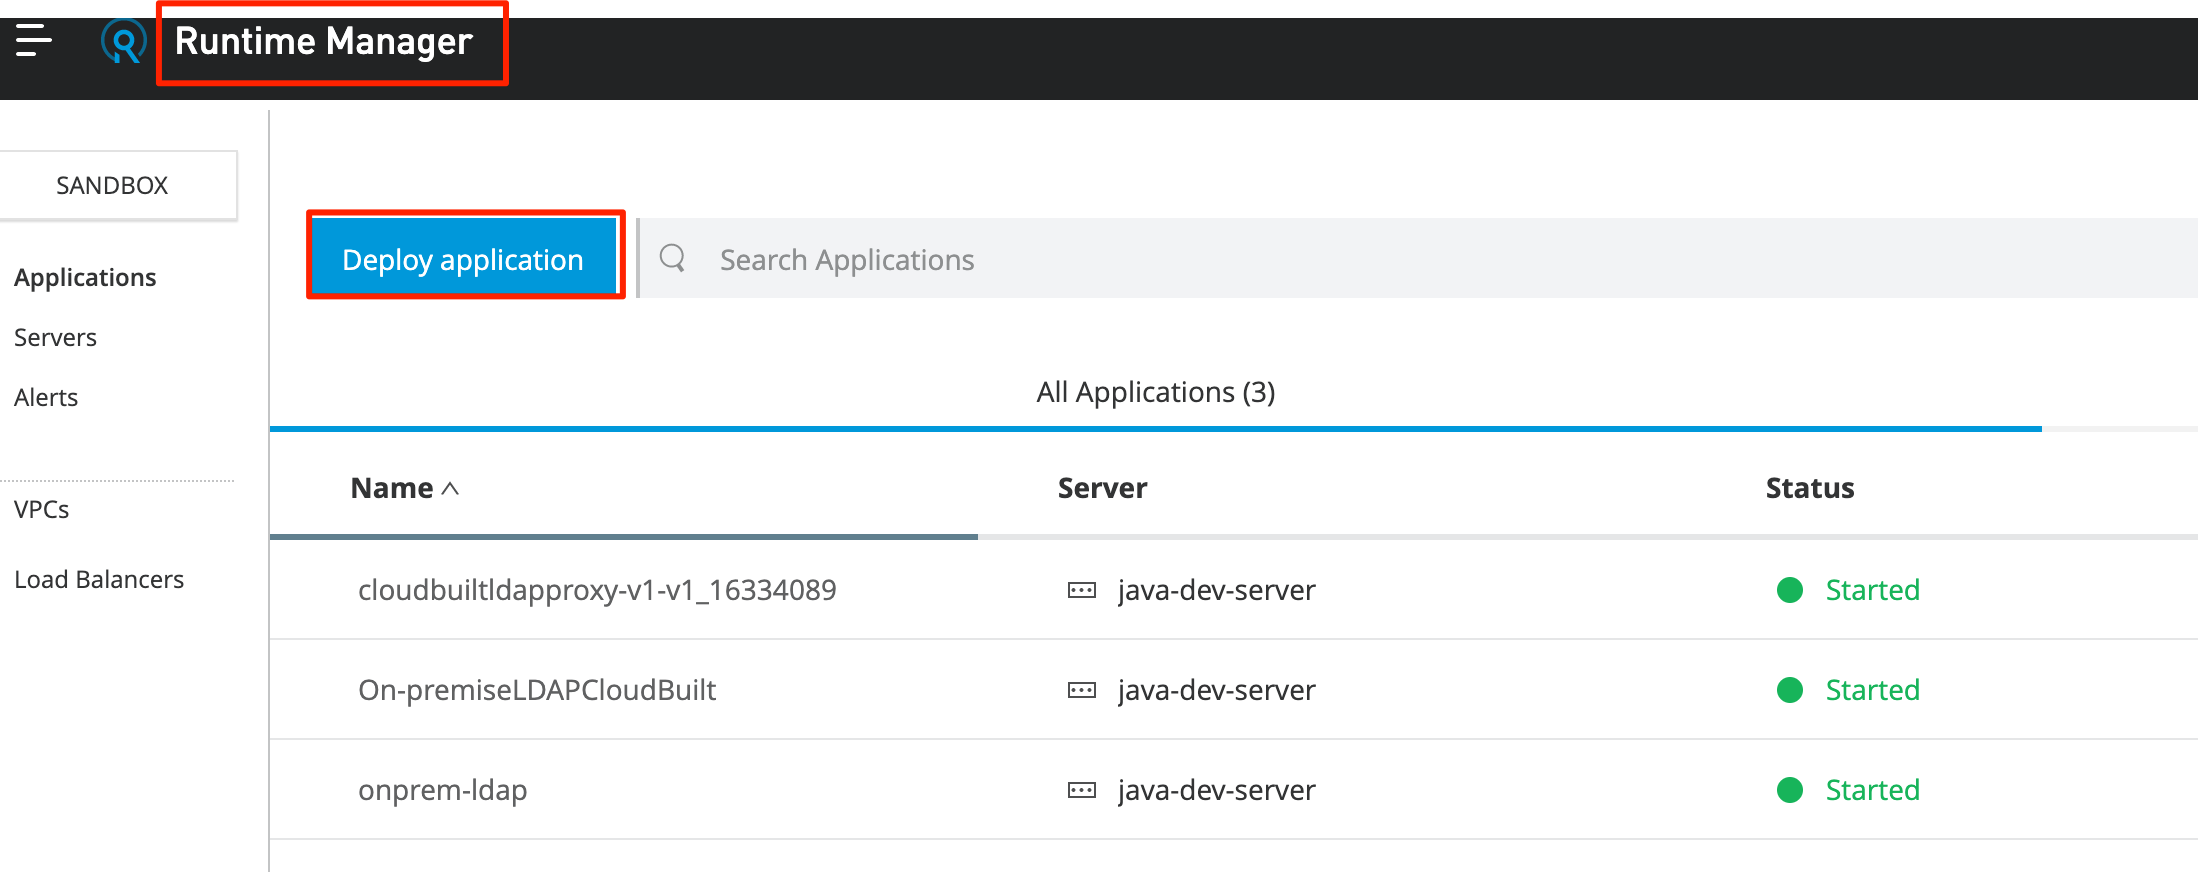 Runtime Manager
SANDBOX
Applications
Servers
Alerts
VPCs
Load Balancers
Deploy application
Search Applications
All Applications (3)
Name Server Status
cloudbuiltldapproxy-v1-v1_16334089 java-dev-server Started
On-premiseLDAPCloudBuilt java-dev-server Started
onprem-ldap java-dev-server Started